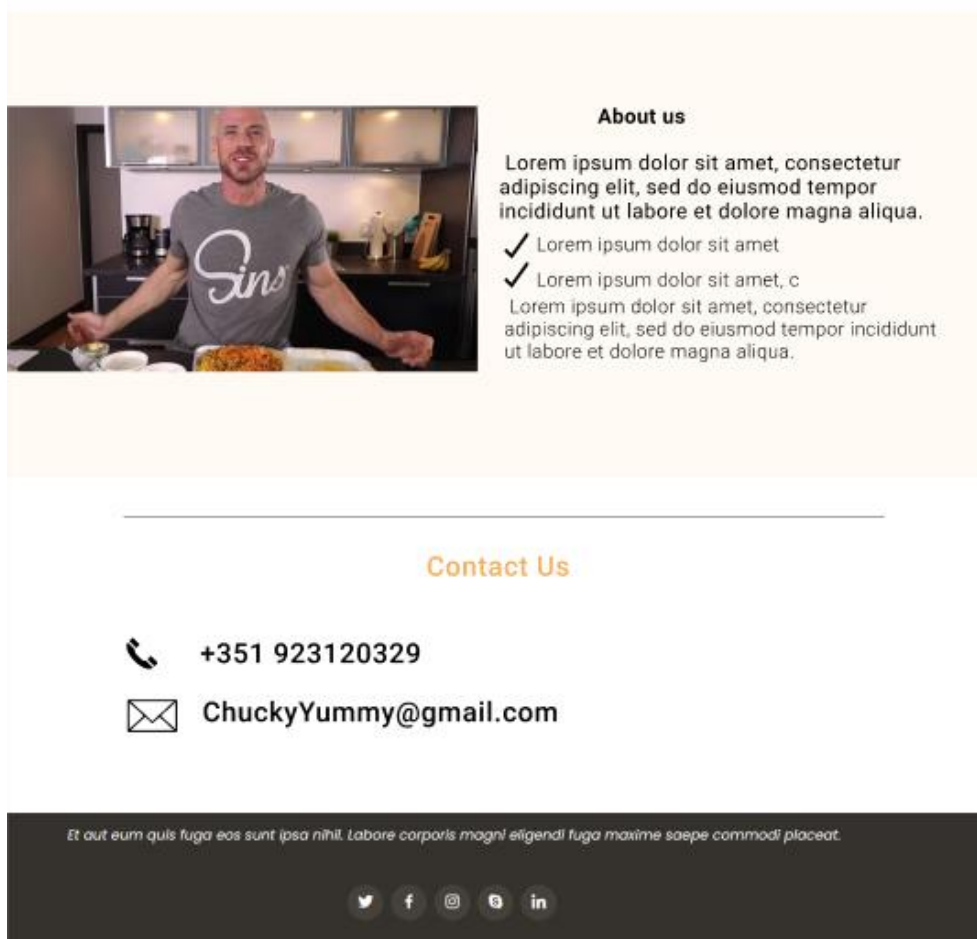 Sins
About us
Lorem ipsum dolor sit amet, consectetur
adipiscing elit, sed do eiusmod tempor
incididunt ut labore et dolore magna aliqua.
Lorem ipsum dolor sit amet
Lorem ipsum dolor sit amet, c
Lorem ipsum dolor sit amet, consectetur
adipiscing elit, sed do eiusmod tempor incididunt
ut labore et dolore magna aliqua.
Contact Us
+351 923120329
ChuckyYummy@gmail.com
Et aut eum quis fuga eos sunt ipsa nihil. Labore corporis magni eligendi fuga maxime saepe commodi placeat.